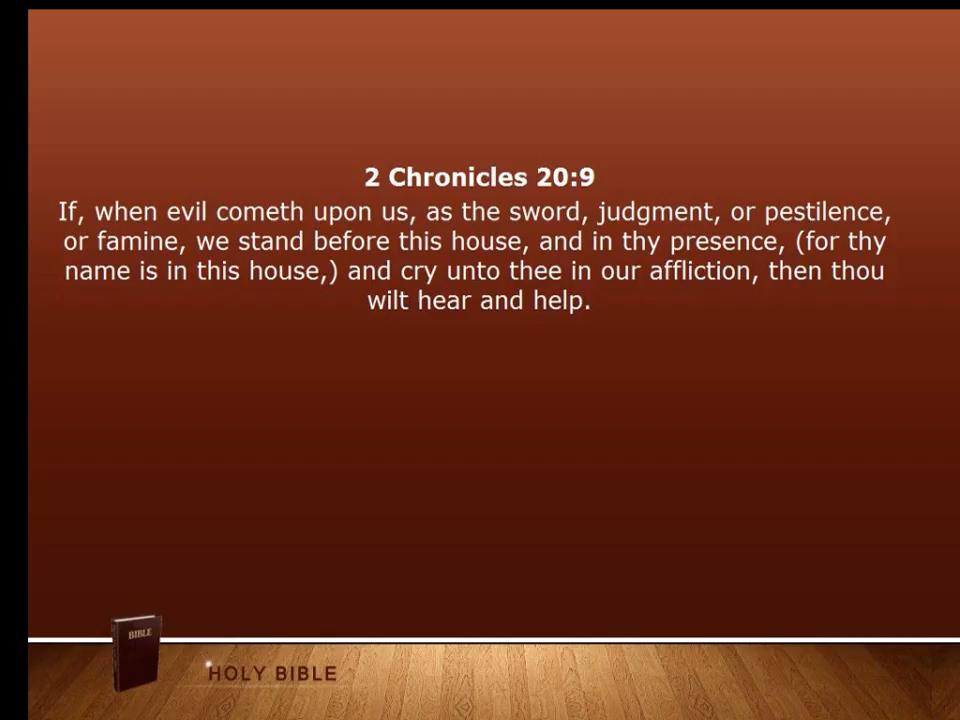 2 Chronicles 20:9
If, when evil cometh upon us, as the sword, judgment, or pestilence,
or famine, we stand before this house, and in thy presence, (for thy
name is in this house,) and cry unto thee in our affliction, then thou
wilt hear and help.
BIBLE
HOLY BIBLE